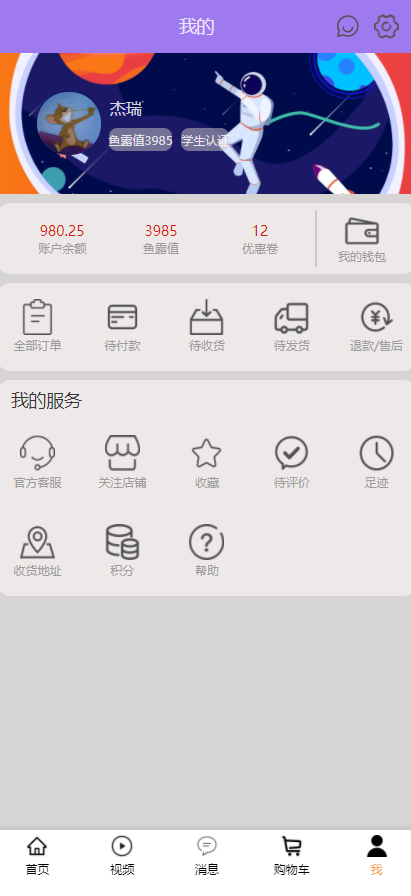 我的
杰瑞
鱼露值3985 学生认证
980.25 3985 12
账户余额 鱼露值 优惠卷 我的钱包
全部订单 待付款 待收货 待发货 退款/售后
我的服务
官方客服 关注店铺 收藏 待评价 足迹
收货地址 积分 帮助
首页 视频 消息 购物车 我